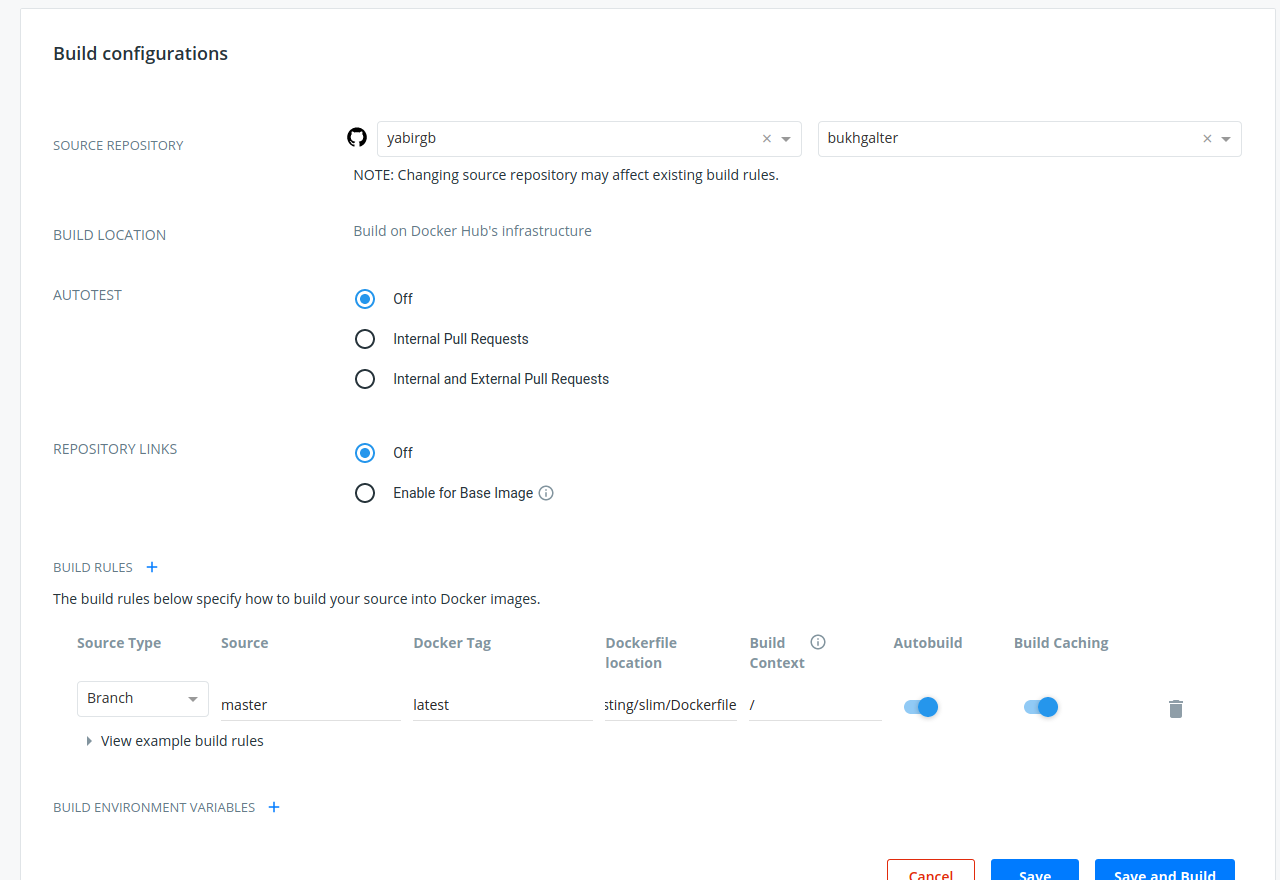 Build configurations
SOURCE REPOSITORY
yabirgb
bukhgalter
NOTE: Changing source repository may affect existing build rules.
BUILD LOCATION
Build on Docker Hub's infrastructure
AUTOTEST
Off
Internal Pull Requests
Internal and External Pull Requests
REPOSITORY LINKS
Off
Enable for Base Image
BUILD RULES +
The build rules below specify how to build your source into Docker images.
Source Type
Source
Docker Tag
Dockerfile
location
Build
Context
Autobuild
Build Caching
Branch
master
latest
sting/slim/Dockerfile
/
View example build rules
BUILD ENVIRONMENT VARIABLES +
Cancel
Save
Save and Build